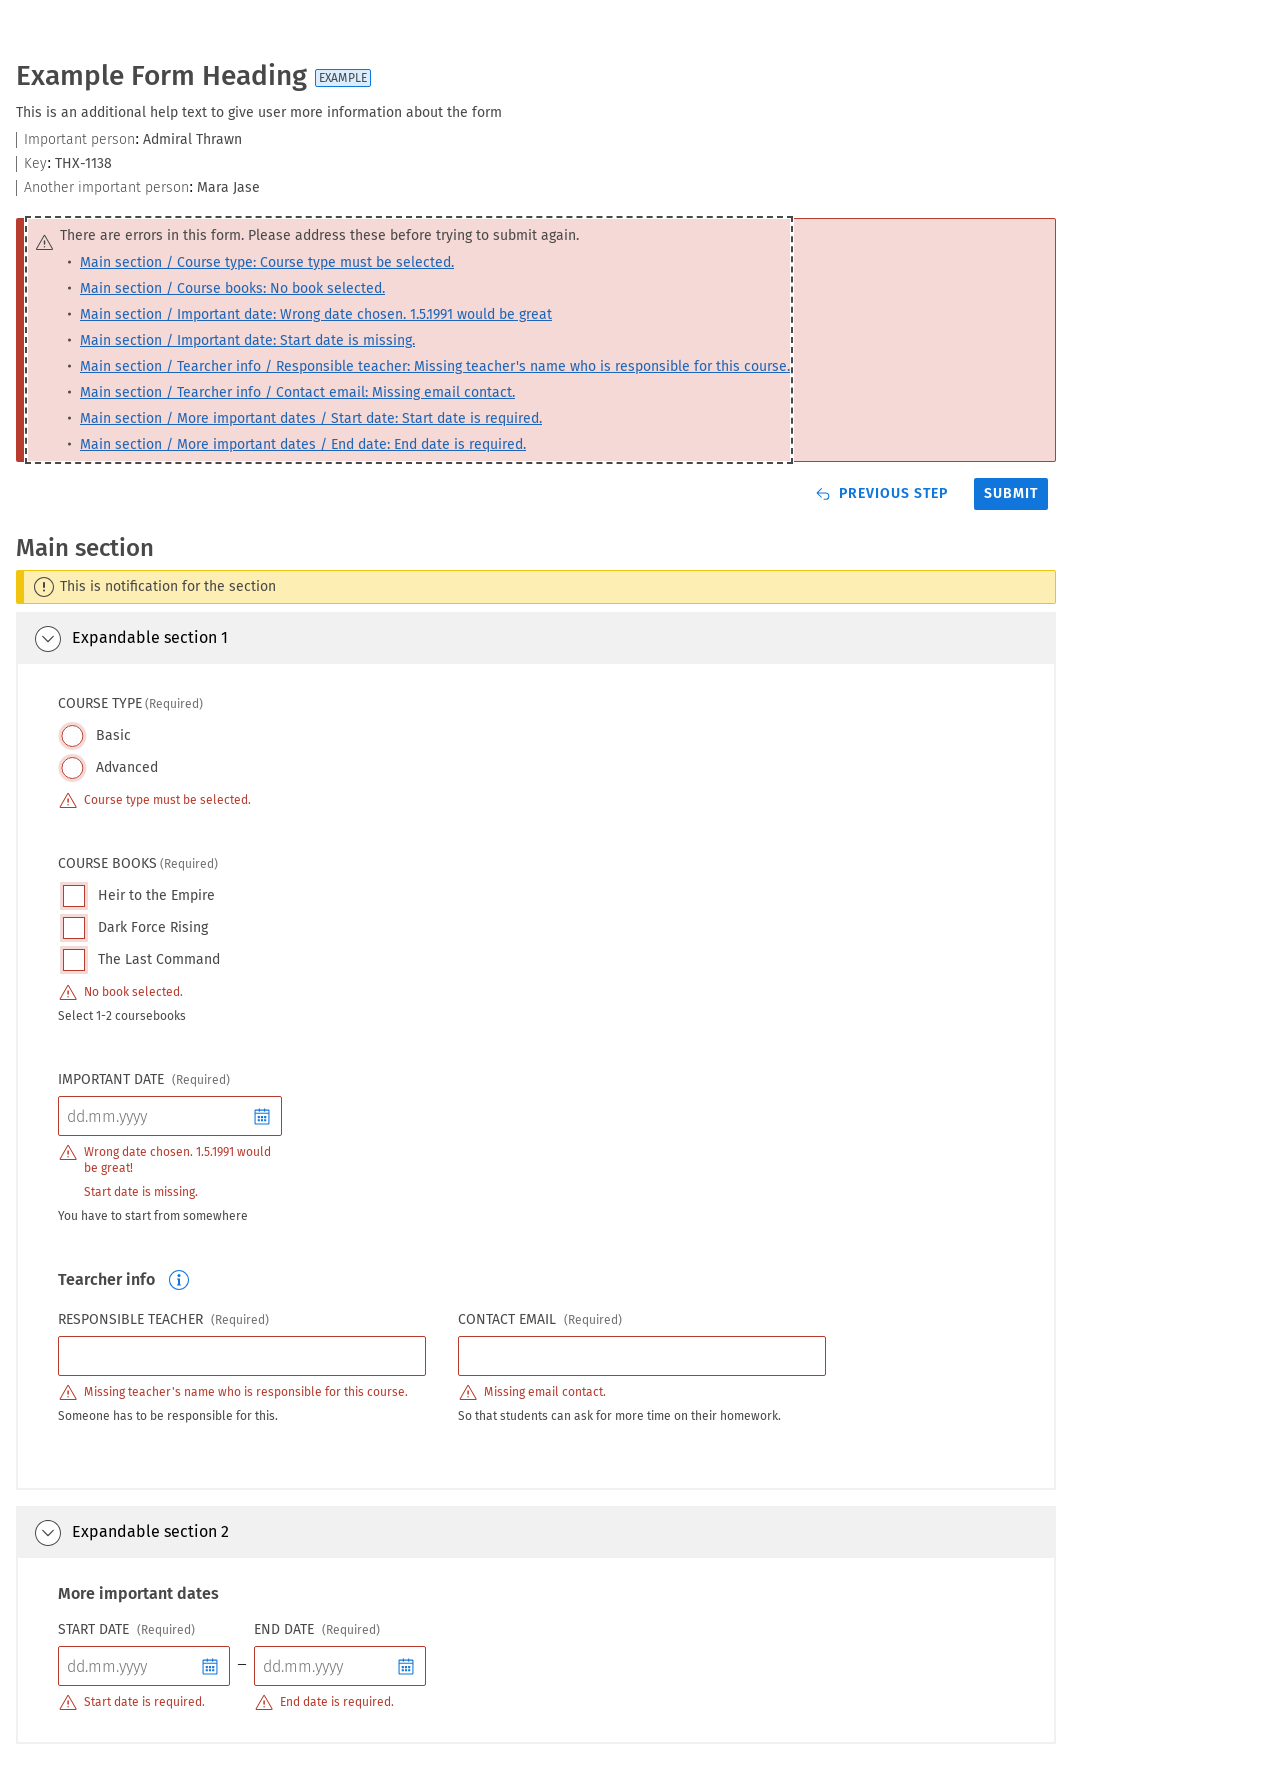 Example Form Heading EXAMPLE
This is an additional help text to give user more information about the form
Important person: Admiral Thrawn
Key: THX-1138
Another important person: Mara Jase
There are errors in this form. Please address these before trying to submit again.
• Main section / Course type: Course type must be selected.
• Main section / Course books: No book selected.
• Main section / Important date: Wrong date chosen. 1.5.1991 would be great
• Main section / Important date: Start date is missing.
• Main section / Tearcher info / Responsible teacher: Missing teacher's name who is responsible for this course.
• Main section / Tearcher info / Contact email: Missing email contact.
• Main section / More important dates / Start date: Start date is required.
• Main section / More important dates / End date: End date is required.
PREVIOUS STEP SUBMIT
Main section
This is notification for the section
Expandable section 1
COURSE TYPE (Required)
Basic
Advanced
Course type must be selected.
COURSE BOOKS (Required)
Heir to the Empire
Dark Force Rising
The Last Command
No book selected.
Select 1-2 coursebooks
IMPORTANT DATE (Required)
dd.mm.yyyy
Wrong date chosen. 1.5.1991 would
be great!
Start date is missing.
You have to start from somewhere
Tearcher info
RESPONSIBLE TEACHER (Required) CONTACT EMAIL (Required)
Missing teacher's name who is responsible for this course. Missing email contact.
Someone has to be responsible for this. So that students can ask for more time on their homework.
Expandable section 2
More important dates
START DATE (Required) END DATE (Required)
dd.mm.yyyy – dd.mm.yyyy
Start date is required. End date is required.